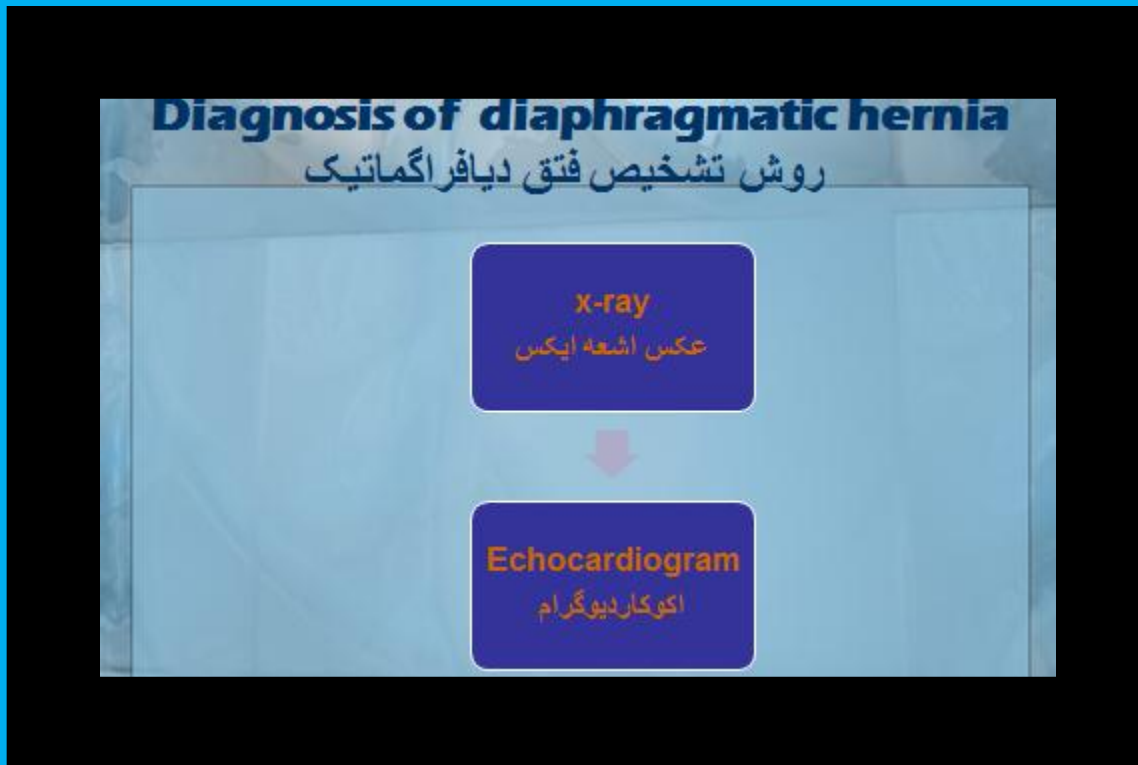 Diagnosis of diaphragmatic hernia
روش تشخیص فتق دیافراگماتیک
x-ray
عکس اشعه ایکس
Echocardiogram
اکوکاردیوگرام